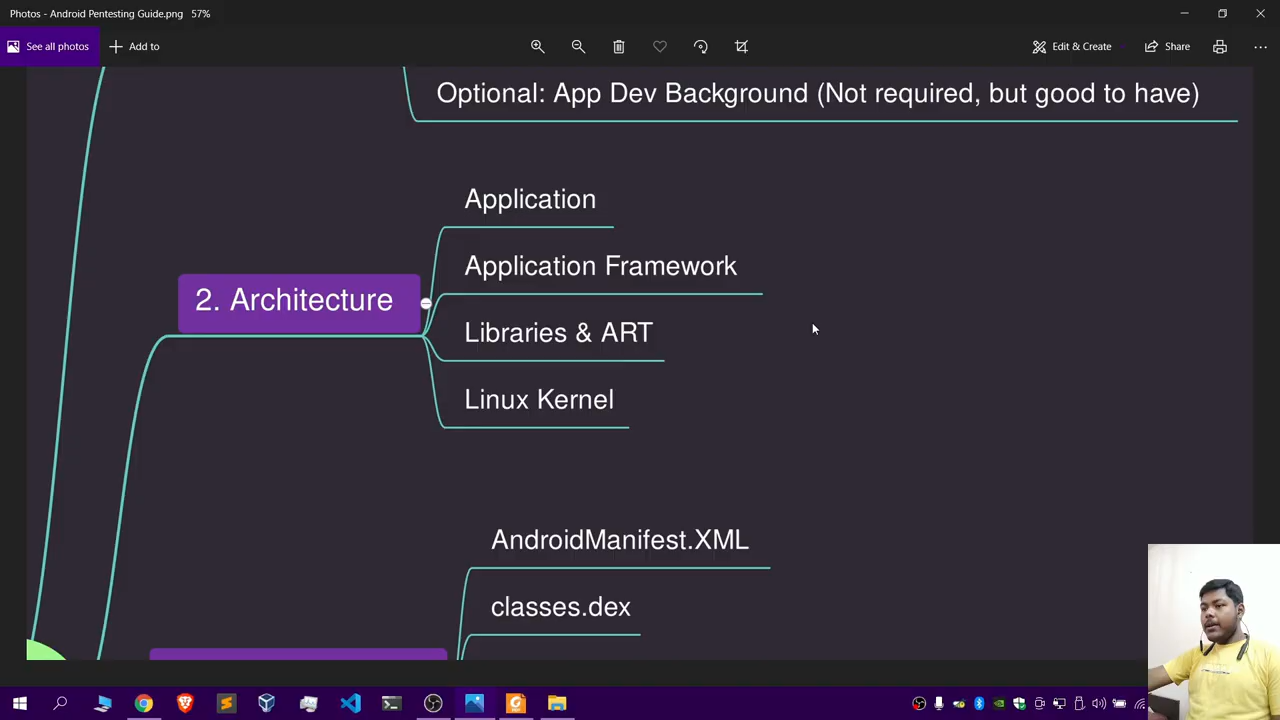 Photos - Android Pentesting Guide.png 57%
See all photos
Add to
Edit & Create
Share
Optional: App Dev Background (Not required, but good to have)
Application
Application Framework
2. Architecture
Libraries & ART
Linux Kernel
AndroidManifest.XML
classes.dex